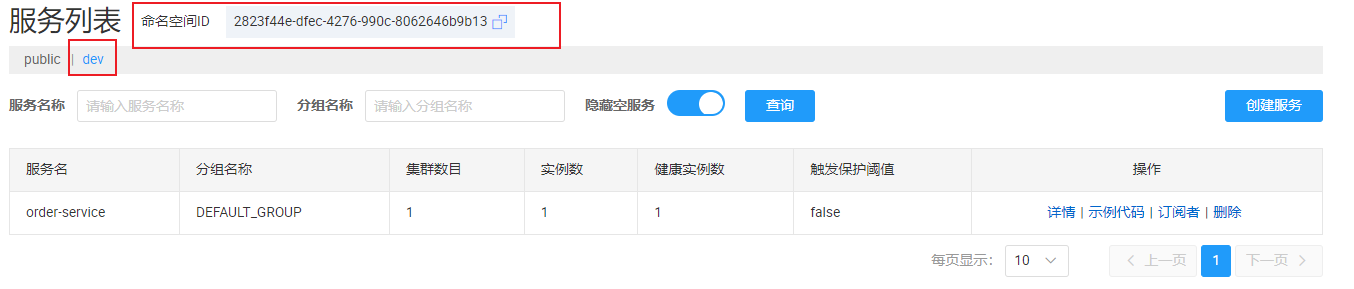 服务列表 命名空间ID 2823f44e-dfec-4276-990c-8062646b9b13
public | dev
服务名称 请输入服务名称 分组名称 请输入分组名称 隐藏空服务 查询 创建服务
服务名 分组名称 集群数目 实例数 健康实例数 触发保护阈值 操作
order-service DEFAULT_GROUP 1 1 1 false 详情 | 示例代码 | 订阅者 | 删除
每页显示: 10 上一页 1 下一页